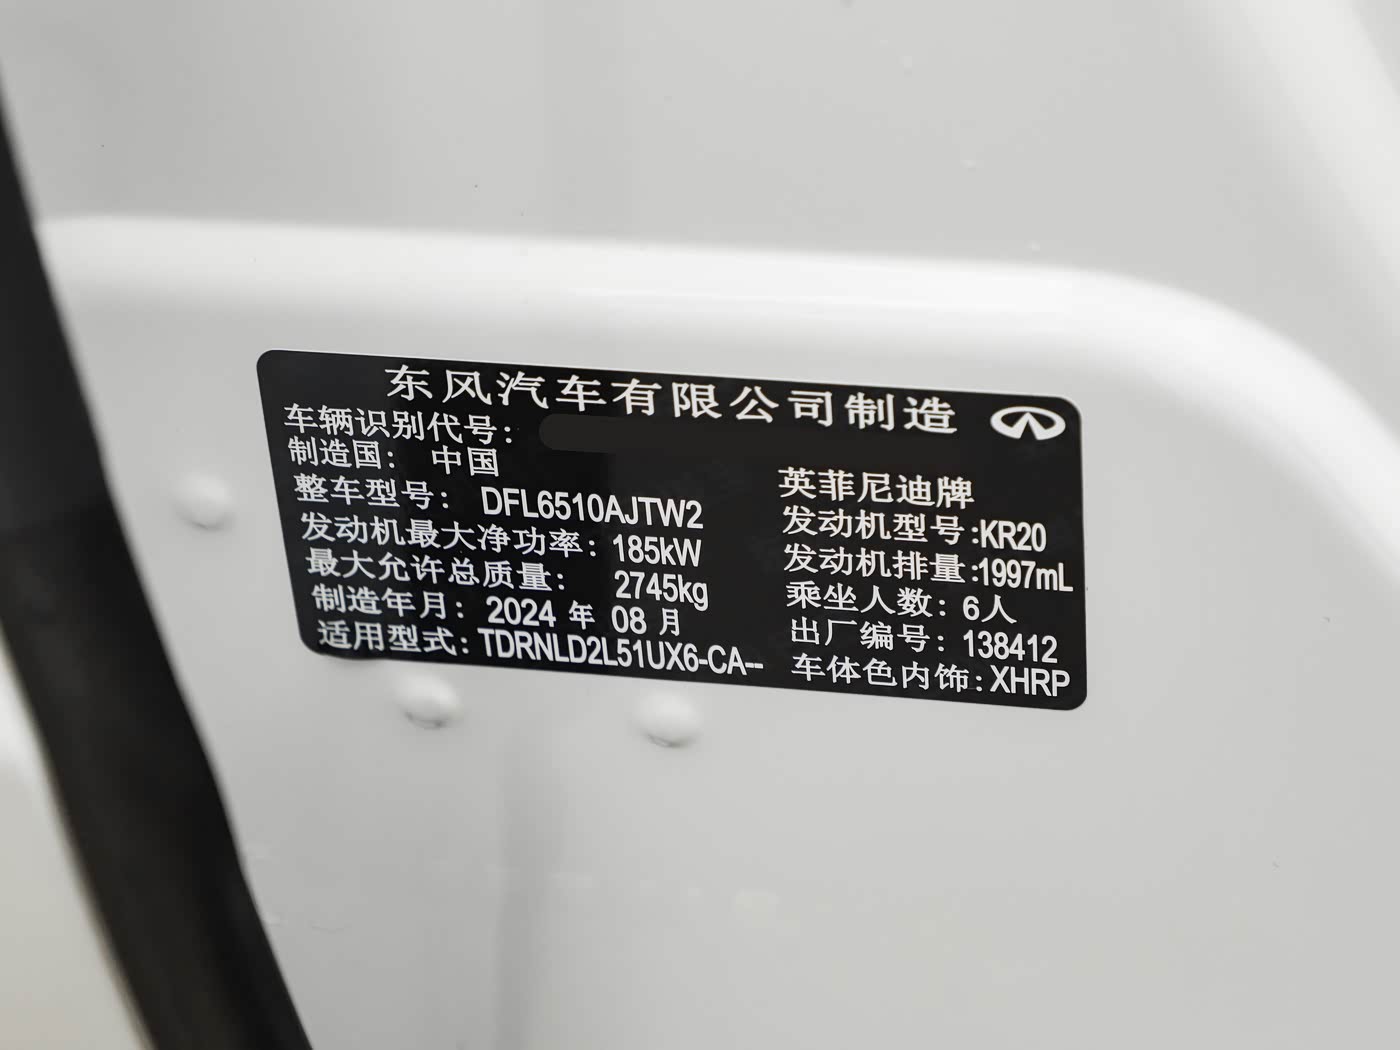 东风汽车有限公司制造
车辆识别代号：
制造国： 中国 英菲尼迪牌
整车型号： DFL6510AJTW2 发动机型号:KR20
发动机最大净功率：185kW 发动机排量:1997mL
最大允许总质量： 2745kg 乘坐人数：6人
制造年月： 2024 年 08 月 出厂编号：138412
适用型式：TDRNLD2L51UX6-CA-- 车体色内饰:XHRP